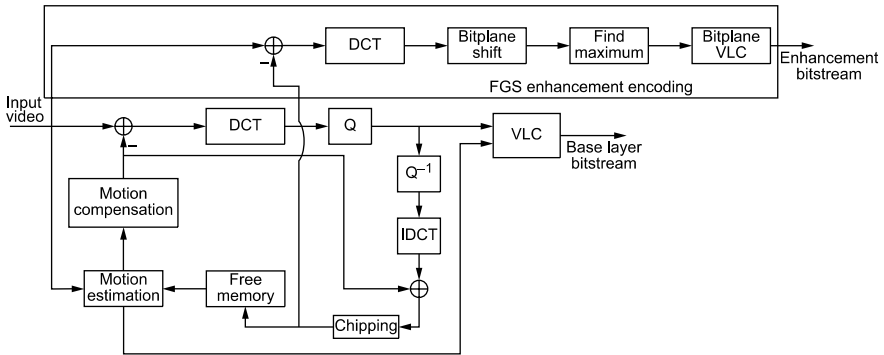 DCT
Bitplane
shift
Find
maximum
Bitplane
VLC
Enhancement
bitstream
FGS enhancement encoding
Input
video
DCT
Q
VLC
Base layer
bitstream
Q–1
Motion
compensation
IDCT
Motion
estimation
Free
memory
Chipping